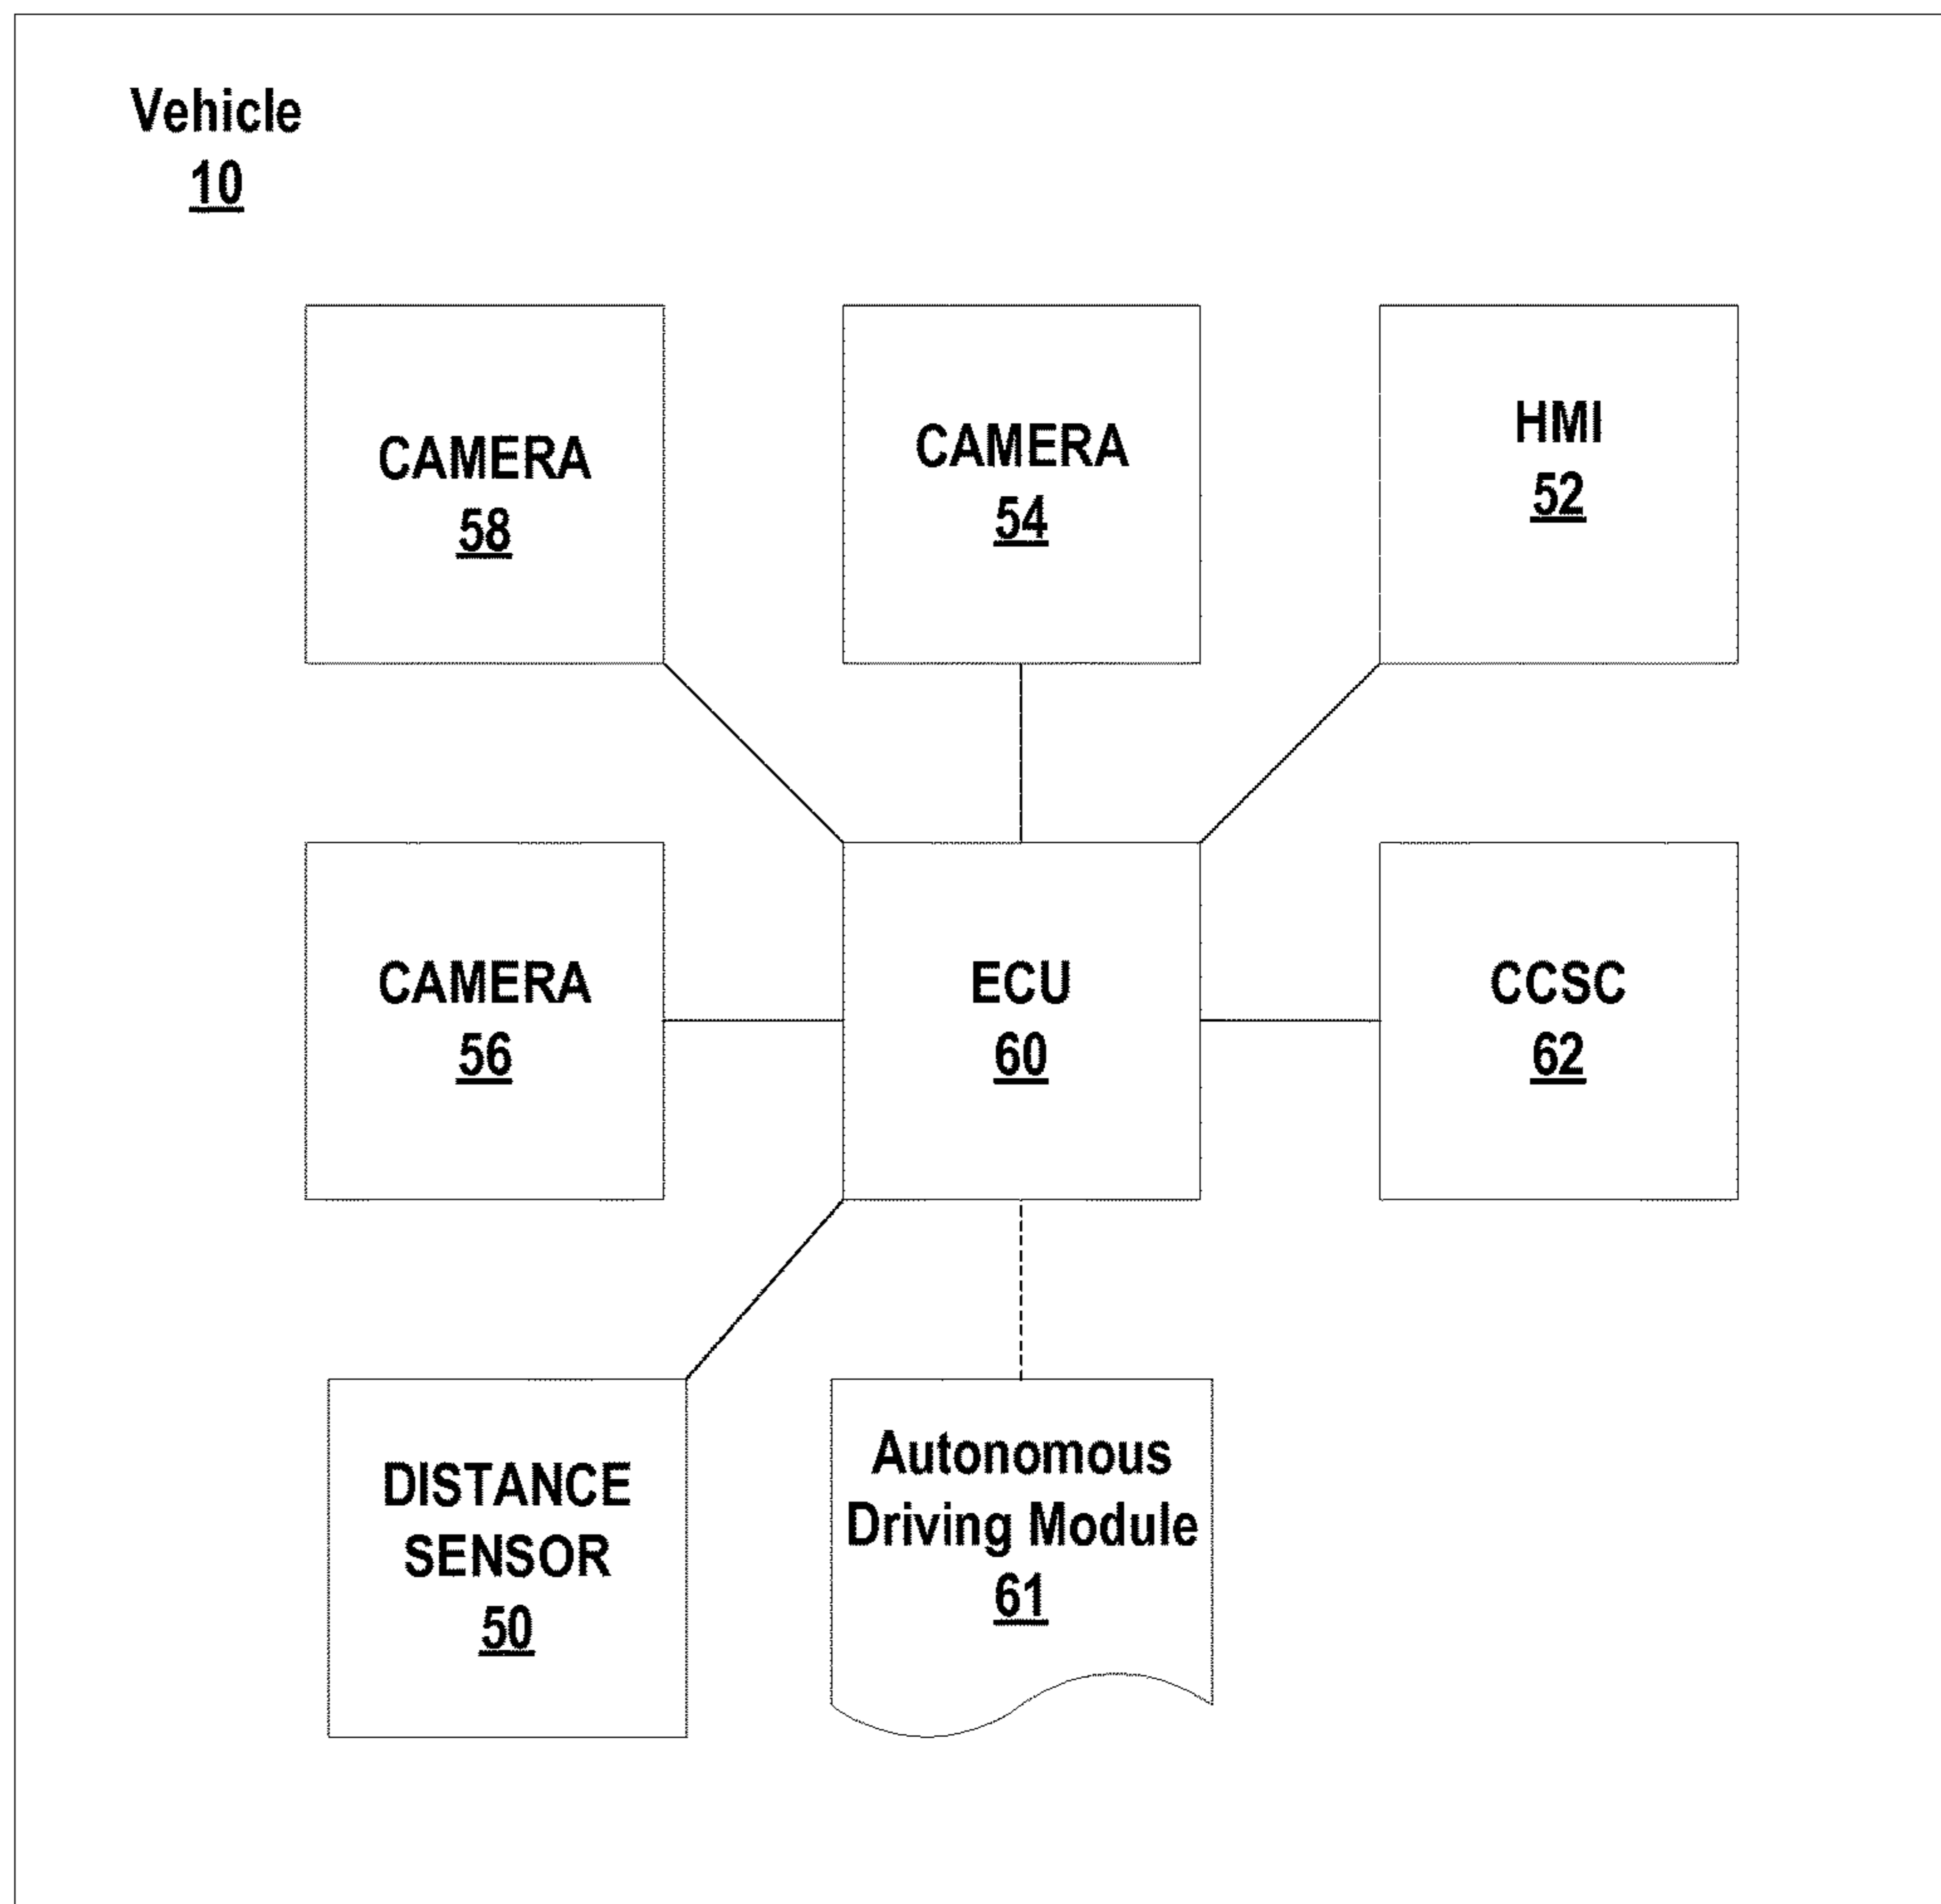 Vehicle
10
CAMERA
58
CAMERA
54
HMI
52
CAMERA
56
ECU
60
CCSC
62
DISTANCE
SENSOR
50
Autonomous
Driving Module
61